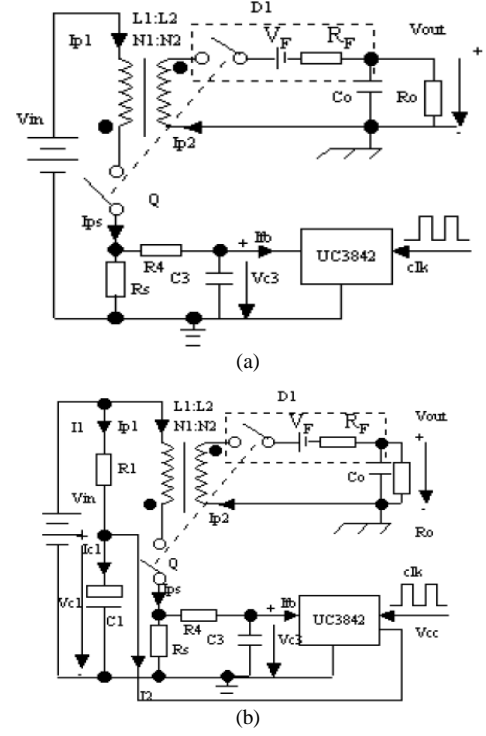 D1
L1:L2
Ip1
N1:N2
VF
RF
Vout
+
Co
Ro
Vin
Ip2
-
Q
Ips
R4
+
Ifb
UC3842
clk
Rs
C3
Vc3
-
(a)
D1
L1:L2
I1
Ip1
N1:N2
VF
RF
Vout
+
R1
Co
Vin
Ip2
-
Ro
Ic1
Q
+
Ips
clk
Vc1
C1
R4
+
Ifb
UC3842
Vcc
Rs
C3
Vc3
-
-
I2
(b)